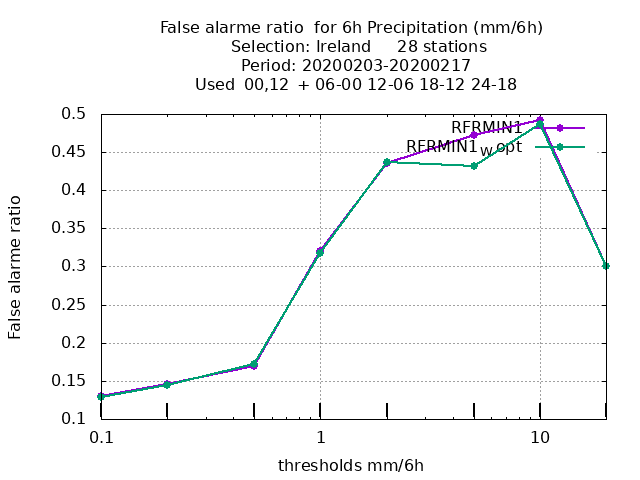 False alarme ratio for 6h Precipitation (mm/6h)
Selection: Ireland 28 stations
Period: 20200203-20200217
Used 00,12 + 06-00 12-06 18-12 24-18
RFRMIN1
RFRMIN1wopt
0.5
0.45
0.4
0.35
0.3
0.25
0.2
0.15
0.1
False alarme ratio
0.1 1 10
thresholds mm/6h